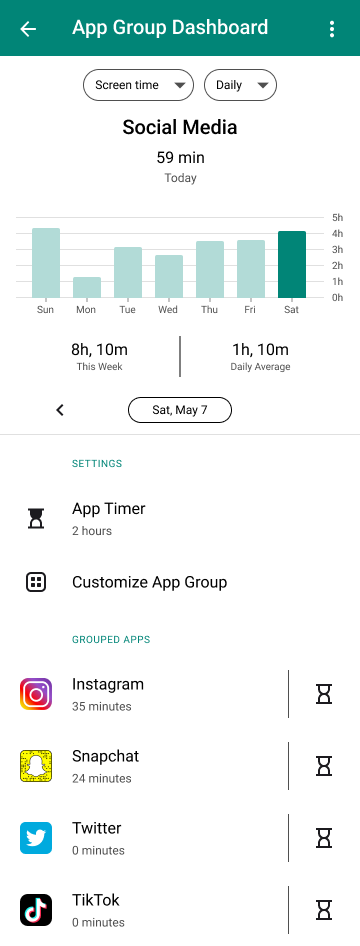 App Group Dashboard
Screen time
Daily
Social Media
59 min
Today
5h
4h
3h
2h
1h
0h
Sun Mon Tue Wed Thu Fri Sat
8h, 10m
This Week
1h, 10m
Daily Average
Sat, May 7
SETTINGS
App Timer
2 hours
Customize App Group
GROUPED APPS
Instagram
35 minutes
Snapchat
24 minutes
Twitter
0 minutes
TikTok
0 minutes